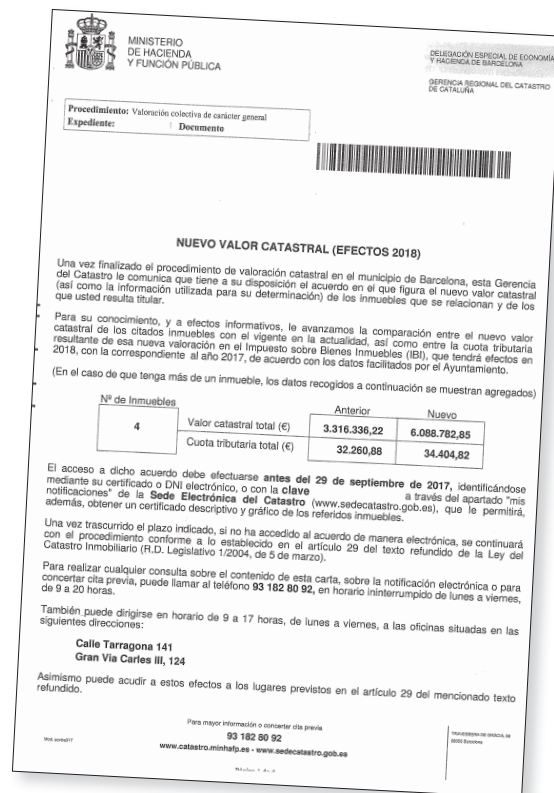 MINISTERIO
DE HACIENDA
Y FUNCIÓN PÚBLICA
DELEGACIÓN ESPECIAL DE ECONOMÍA
Y HACIENDA DE BARCELONA
GERENCIA REGIONAL DEL CATASTRO
DE CATALUÑA
Procedimiento: Valoración colectiva de carácter general
Expediente: Documento
NUEVO VALOR CATASTRAL (EFECTOS 2018)
Una vez finalizado el procedimiento de valoración catastral en el municipio de Barcelona, esta Gerencia
del Catastro le comunica que tiene a su disposición el acuerdo en el que figura el nuevo valor catastral
(así como la información utilizada para su determinación) de los inmuebles que se relacionan y de los
que usted resulta titular.
Para su conocimiento, y a efectos informativos, le avanzamos la comparación entre el nuevo valor
catastral de los citados inmuebles con el vigente en la actualidad, así como entre la cuota tributaria
resultante de esa nueva valoración en el Impuesto sobre Bienes Inmuebles (IBI), que tendrá efectos en
2018, con la correspondiente al año 2017, de acuerdo con los datos facilitados por el Ayuntamiento.
(En el caso de que tenga más de un inmueble, los datos recogidos a continuación se muestran agregados)
Nº de Inmuebles Anterior Nuevo
4 Valor catastral total (€) 3.316.336,22 6.088.782,85
Cuota tributaria total (€) 32.260,88 34.404,82
El acceso a dicho acuerdo debe efectuarse antes del 29 de septiembre de 2017, identificándose
mediante su certificado o DNI electrónico, o con la clave a través del apartado "mis
notificaciones" de la Sede Electrónica del Catastro (www.sedecatastro.gob.es), que le permitirá,
además, obtener un certificado descriptivo y gráfico de los referidos inmuebles.
Una vez trascurrido el plazo indicado, si no ha accedido al acuerdo de manera electrónica, se continuará
con el procedimiento conforme a lo establecido en el artículo 29 del texto refundido de la Ley del
Catastro Inmobiliario (R.D. Legislativo 1/2004, de 5 de marzo).
Para realizar cualquier consulta sobre el contenido de esta carta, sobre la notificación electrónica o para
concertar cita previa, puede llamar al teléfono 93 182 80 92, en horario ininterrumpido de lunes a viernes,
de 9 a 20 horas.
También puede dirigirse en horario de 9 a 17 horas, de lunes a viernes, a las oficinas situadas en las
siguientes direcciones:
Calle Tarragona 141
Gran Via Carles III, 124
Asimismo puede acudir a estos efectos a los lugares previstos en el artículo 29 del mencionado texto
refundido.
Para mayor información o concertar cita previa
93 182 80 92
www.catastro.minhafp.es - www.sedecatastro.gob.es
TRAVESSERA DE GRACIA, 58
Barcelona